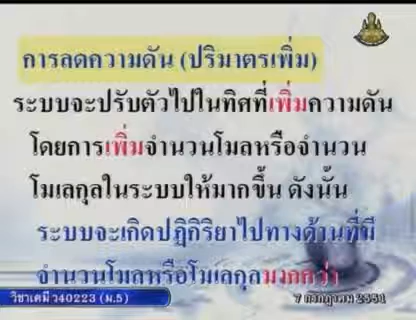 การลดความดัน (ปริมาตรเพิ่ม)
ระบบจะปรับตัวไปในทิศที่เพิ่มความดัน
โดยการเพิ่มจำนวนโมลหรือจำนวน
โมเลกุลในระบบให้มากขึ้น ดังนั้น
ระบบจะเกิดปฏิกิริยาไปทางด้านที่มี
จำนวนโมลหรือโมเลกุลมากกว่า
วิชาเคมี ว40223 (ม.5)
7 กรกฎาคม 2551